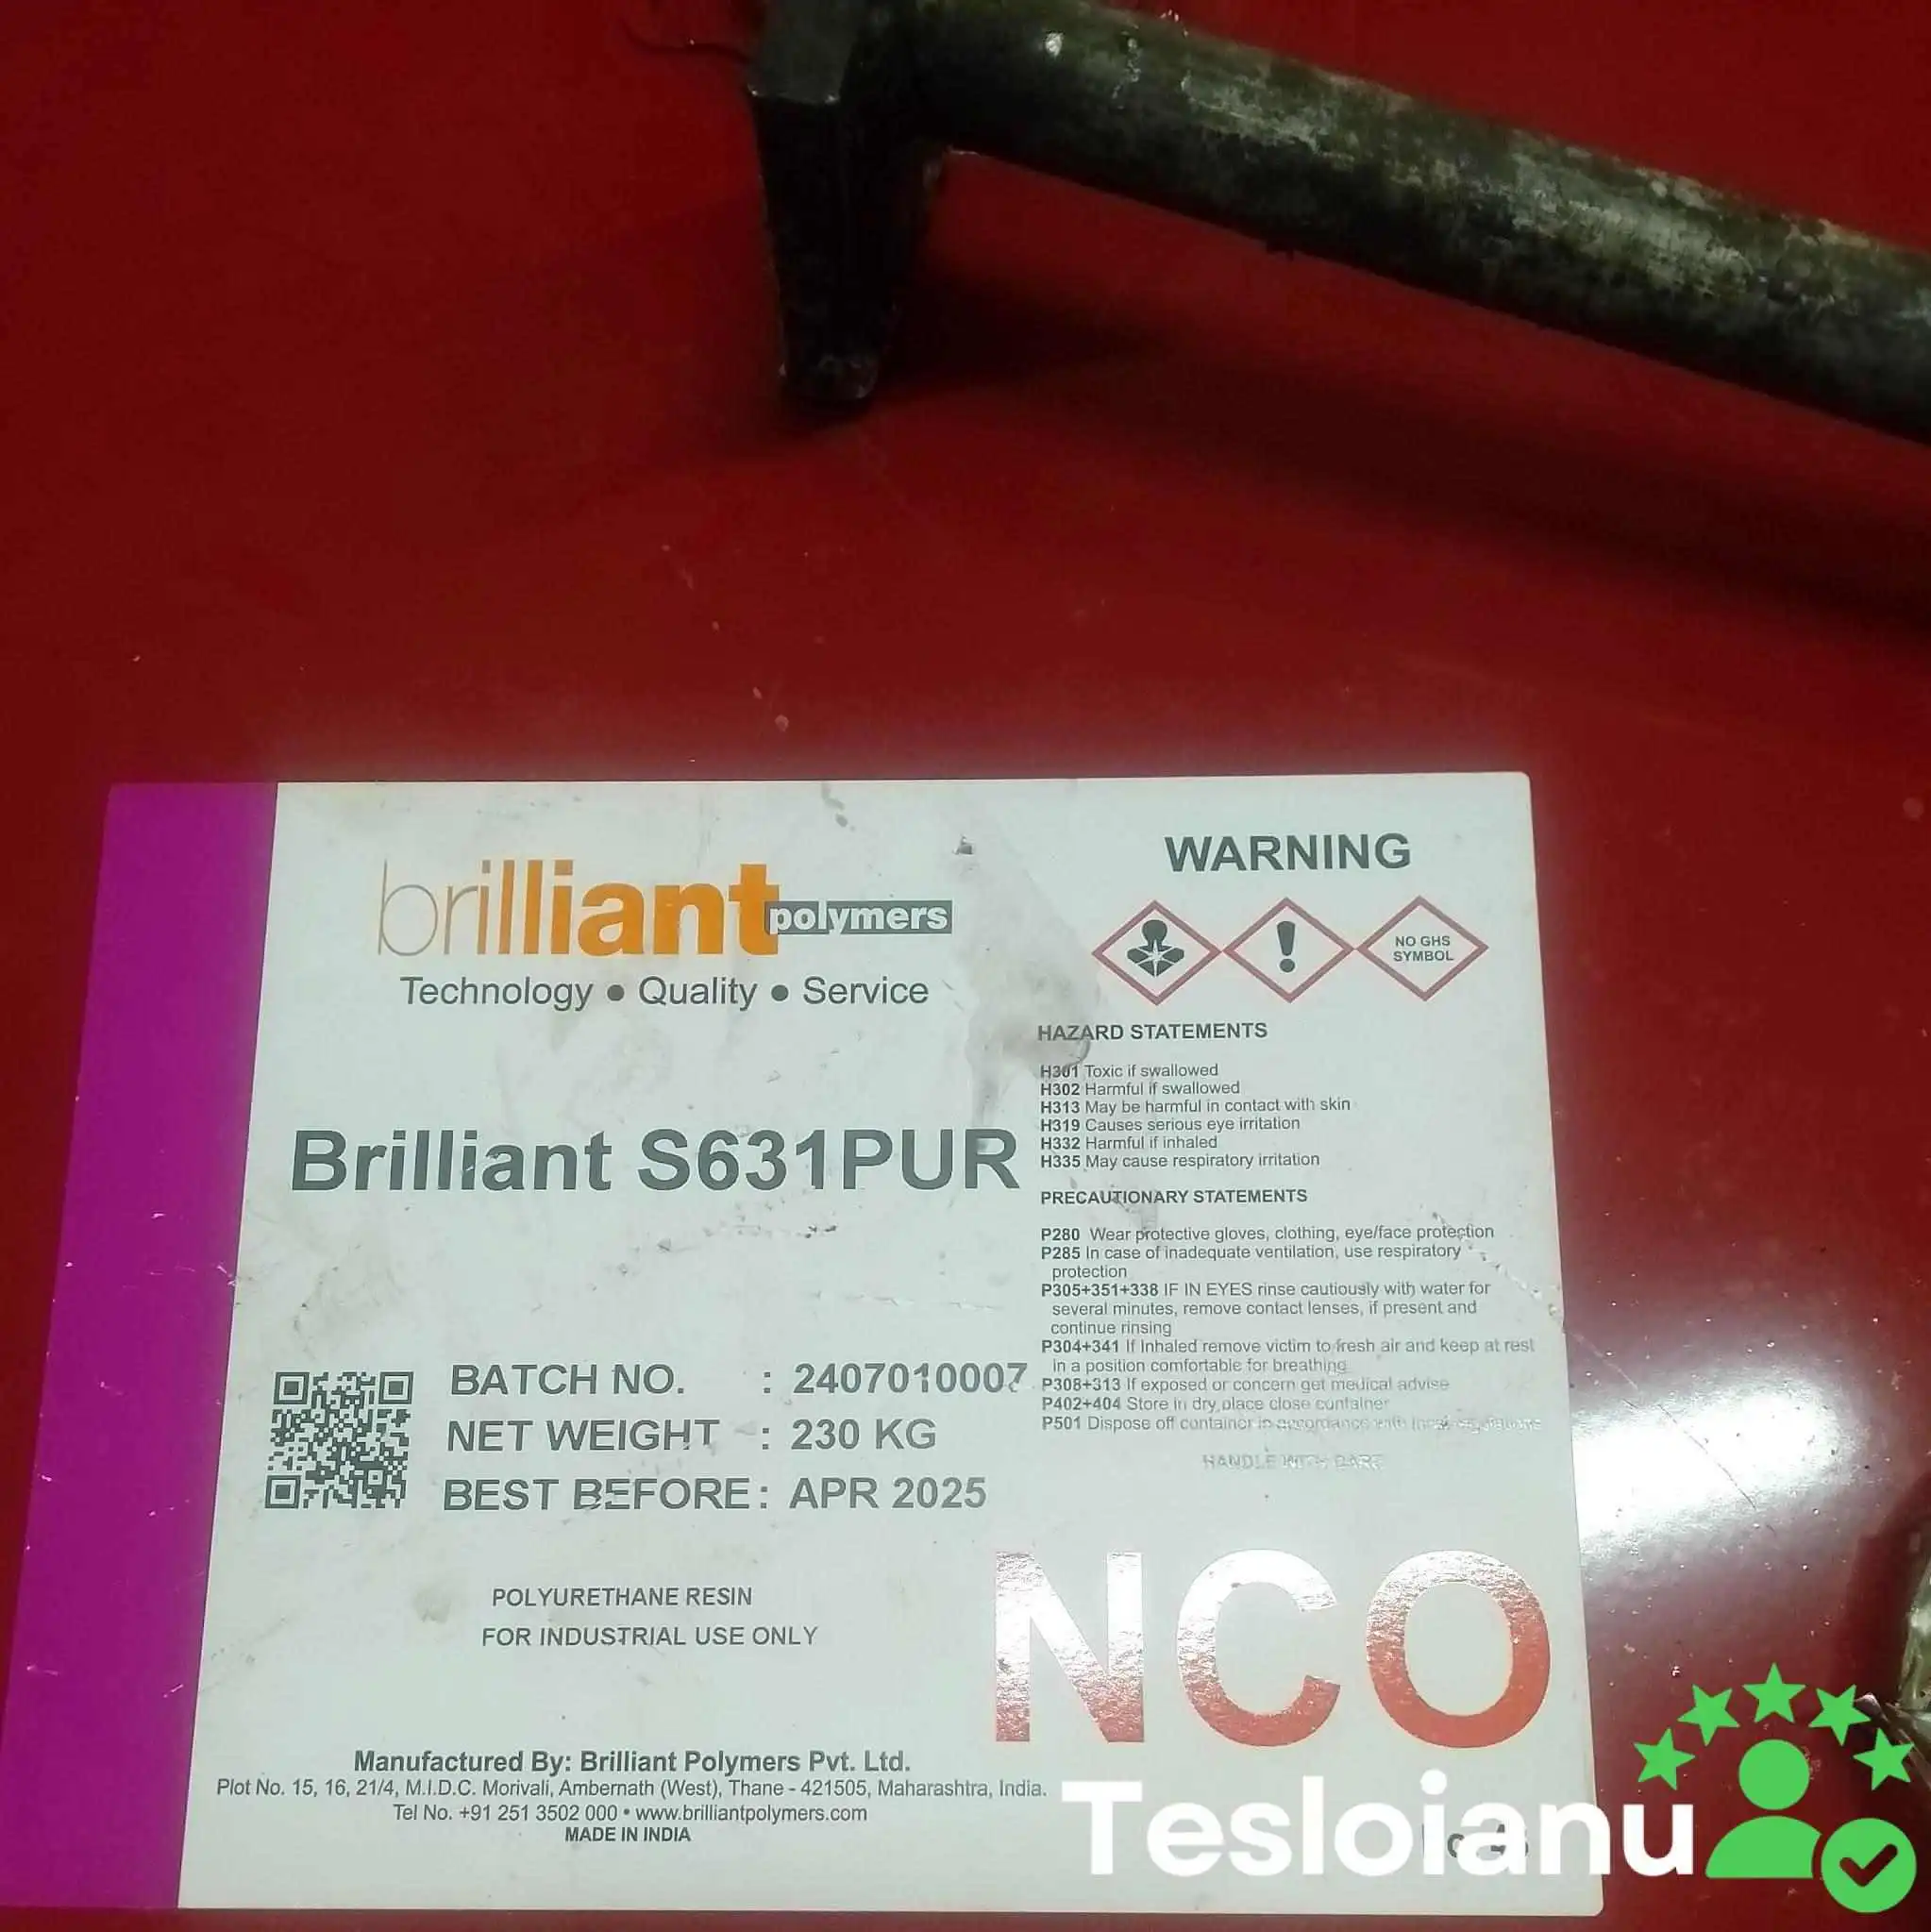 brilliant polymers
Technology • Quality • Service
Brilliant S631PUR
BATCH NO. : 2407010007
NET WEIGHT : 230 KG
BEST BEFORE : APR 2025
POLYURETHANE RESIN
FOR INDUSTRIAL USE ONLY
WARNING
NO GHS
SYMBOL
HAZARD STATEMENTS
H301 Toxic if swallowed
H302 Harmful if swallowed
H313 May be harmful in contact with skin
H319 Causes serious eye irritation
H332 Harmful if inhaled
H335 May cause respiratory irritation
PRECAUTIONARY STATEMENTS
P280 Wear protective gloves, clothing, eye/face protection
P285 In case of inadequate ventilation, use respiratory
protection
P305+351+338 IF IN EYES rinse cautiously with water for
several minutes, remove contact lenses, if present and
continue rinsing
P304+341 If Inhaled remove victim to fresh air and keep at rest
in a position comfortable for breathing
P308+313 If exposed or concern get medical advise
P402+404 Store in dry place close container
P501 Dispose off container in accordance with
HANDLE WITH CARE
NCO
Manufactured By: Brilliant Polymers Pvt. Ltd.
Plot No. 15, 16, 21/4, M.I.D.C. Morivali, Ambernath (West), Thane - 421505, Maharashtra, India.
Tel No. +91 251 3502 000 • www.brilliantpolymers.com
MADE IN INDIA
Tesloianu